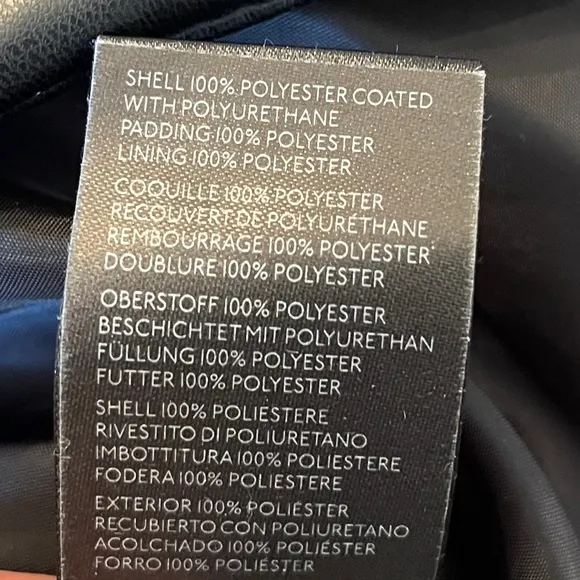 SHELL 100% POLYESTER COATED
WITH POLYURETHANE
PADDING 100% POLYESTER
LINING 100% POLYESTER
COQUILLE 100% POLYESTER
RECOUVERT DE POLYURÉTHANE
REMBOURRAGE 100% POLYESTER
DOUBLURE 100% POLYESTER
OBERSTOFF 100% POLYESTER
BESCHICHTET MIT POLYURETHAN
FÜLLUNG 100% POLYESTER
FUTTER 100% POLYESTER
SHELL 100% POLIESTERE
RIVESTITO DI POLIURETANO
IMBOTTITURA 100% POLIESTERE
FODERA 100% POLIESTERE
EXTERIOR 100% POLIÉSTER
RECUBIERTO CON POLIURETANO
ACOLCHADO 100% POLIÉSTER
FORRO 100% POLIÉSTER